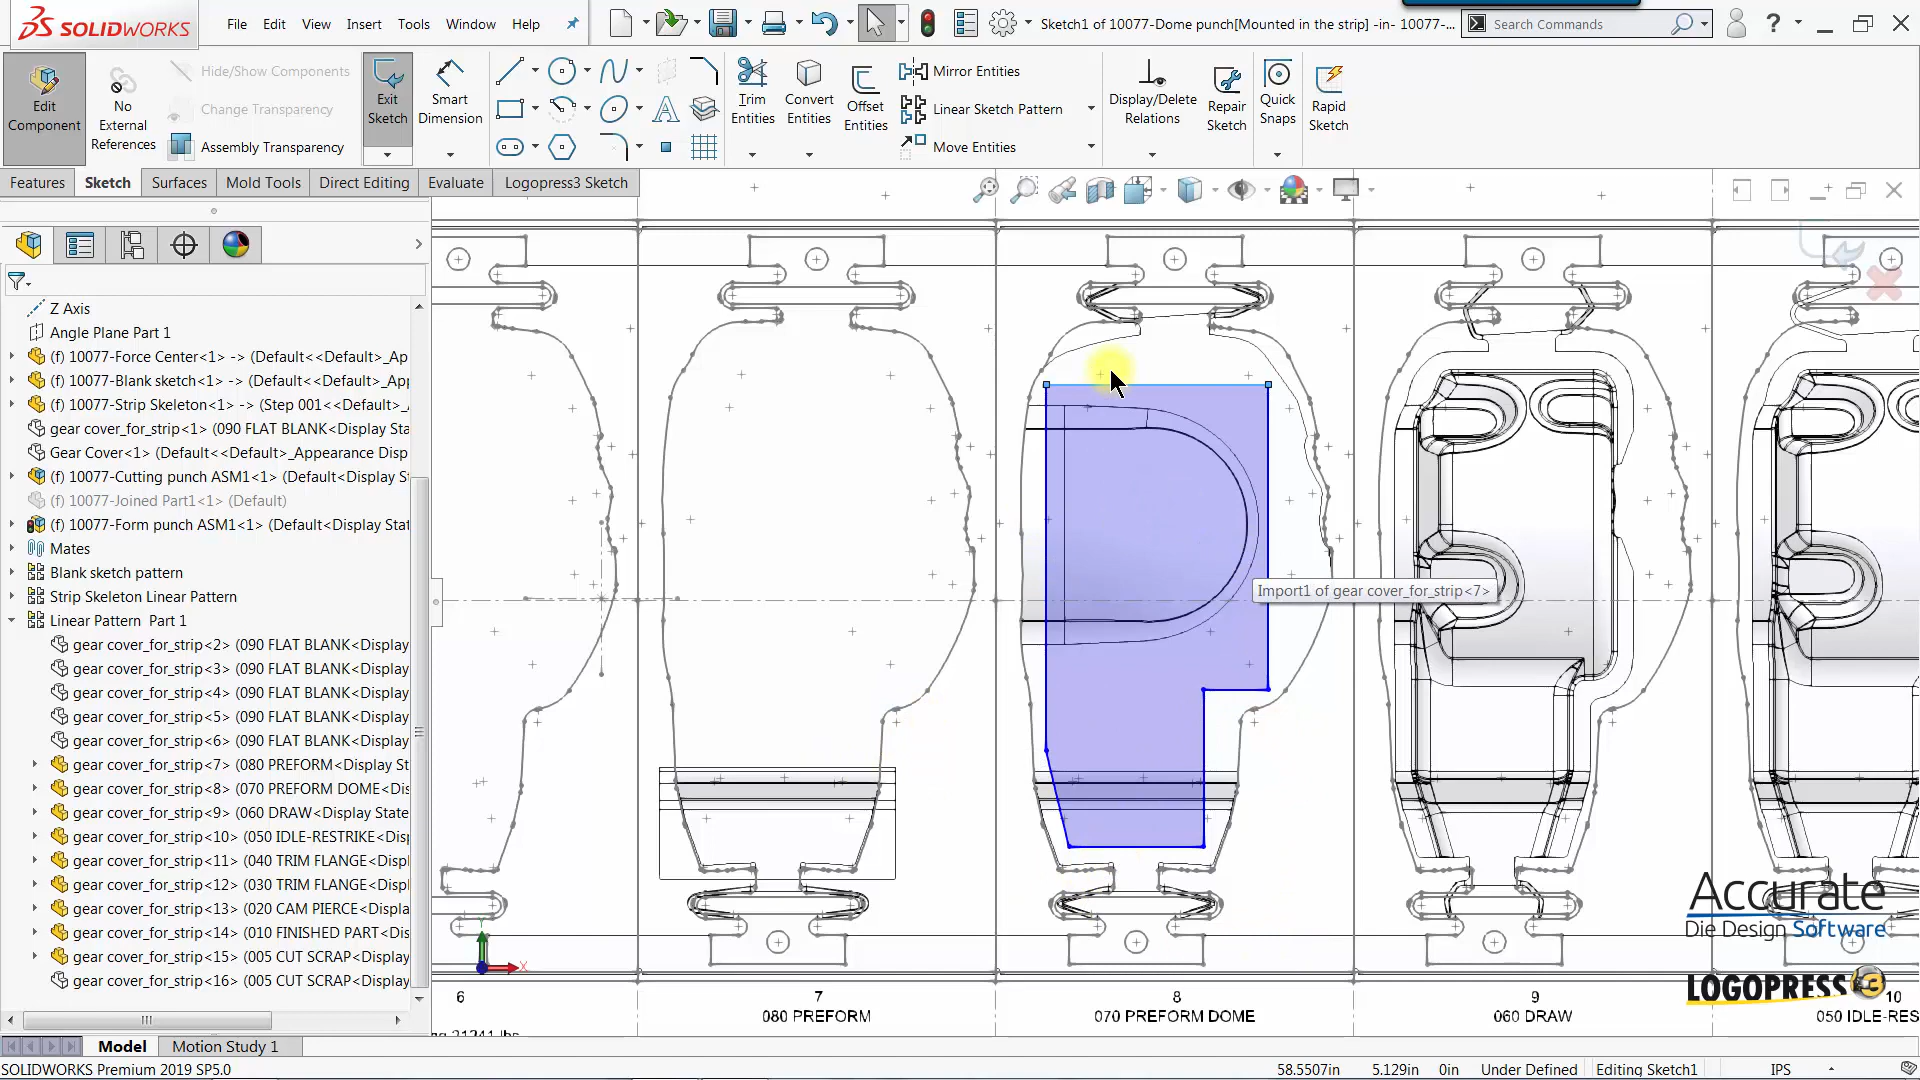 SOLIDWORKS File Edit View Insert Tools Window Help Sketch1 of 10077-Dome punch[Mounted in the strip] -in- 10077-... Search Commands ?
Edit Component
No External References
Hide/Show Components
Change Transparency
Assembly Transparency
Exit Sketch
Smart Dimension
Trim Entities
Convert Entities
Offset Entities
Mirror Entities
Linear Sketch Pattern
Move Entities
Display/Delete Relations
Repair Sketch
Quick Snaps
Rapid Sketch
Features Sketch Surfaces Mold Tools Direct Editing Evaluate Logopress3 Sketch
Z Axis
Angle Plane Part 1
(f) 10077-Force Center<1> -> (Default<<Default>_Ap
(f) 10077-Blank sketch<1> -> (Default<<Default>_App
(f) 10077-Strip Skeleton<1> -> (Step 001<<Default>_
gear cover_for_strip<1> (090 FLAT BLANK<Display Sta
Gear Cover<1> (Default<<Default>_Appearance Disp
(f) 10077-Cutting punch ASM1<1> (Default<Display S
(f) 10077-Joined Part1<1> (Default)
(f) 10077-Form punch ASM1<1> (Default<Display Stat
Mates
Blank sketch pattern
Strip Skeleton Linear Pattern
Linear Pattern Part 1
gear cover_for_strip<2> (090 FLAT BLANK<Display
gear cover_for_strip<3> (090 FLAT BLANK<Display
gear cover_for_strip<4> (090 FLAT BLANK<Display
gear cover_for_strip<5> (090 FLAT BLANK<Display
gear cover_for_strip<6> (090 FLAT BLANK<Display
gear cover_for_strip<7> (080 PREFORM<Display St
gear cover_for_strip<8> (070 PREFORM DOME<Dis
gear cover_for_strip<9> (060 DRAW<Display State
gear cover_for_strip<10> (050 IDLE-RESTRIKE<Disp
gear cover_for_strip<11> (040 TRIM FLANGE<Displ
gear cover_for_strip<12> (030 TRIM FLANGE<Displ
gear cover_for_strip<13> (020 CAM PIERCE<Display
gear cover_for_strip<14> (010 FINISHED PART<Dis
gear cover_for_strip<15> (005 CUT SCRAP<Display
gear cover_for_strip<16> (005 CUT SCRAP<Display
Import1 of gear cover_for_strip<7>
Accurate
Die Design Software
LOGOPRESS 3
X
6 7 8 9 10
080 PREFORM 070 PREFORM DOME 060 DRAW 050 IDLE-RES
21241 lbs
Model Motion Study 1
SOLIDWORKS Premium 2019 SP5.0 58.5507in 5.129in 0in Under Defined Editing Sketch1 IPS